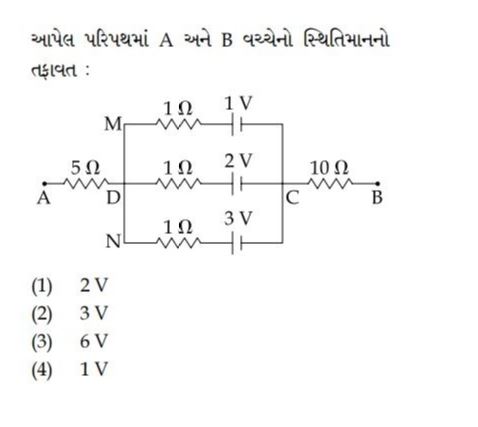 આપેલ પરિપથમાં A અને B વચ્ચેનો સ્થિતિમાનનો
તફાવત :
1 Ω 1 V
M
5 Ω 1 Ω 2 V 10 Ω
A D C B
1 Ω 3 V
N
(1) 2 V
(2) 3 V
(3) 6 V
(4) 1 V